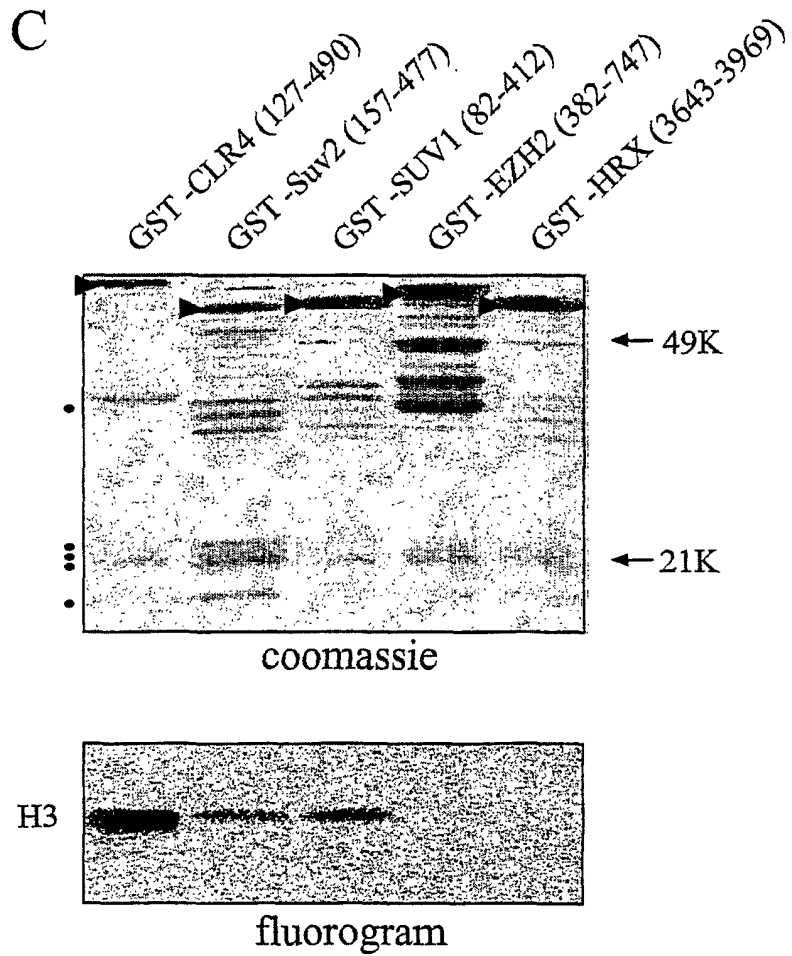 C
GST -CLR4 (127-490)
GST -Suv2 (157-477)
GST -SUV1 (82-412)
GST -EZH2 (382-747)
GST -HRX (3643-3969)
49K
21K
coomassie
H3
fluorogram